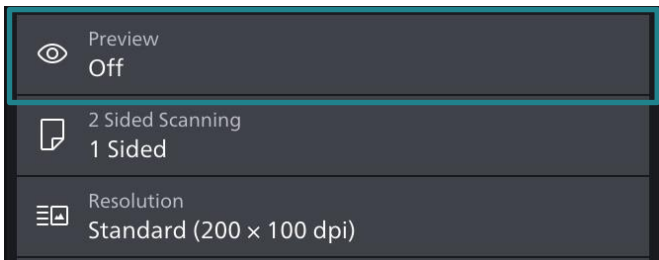 Preview
Off
2 Sided Scanning
1 Sided
Resolution
Standard (200 × 100 dpi)